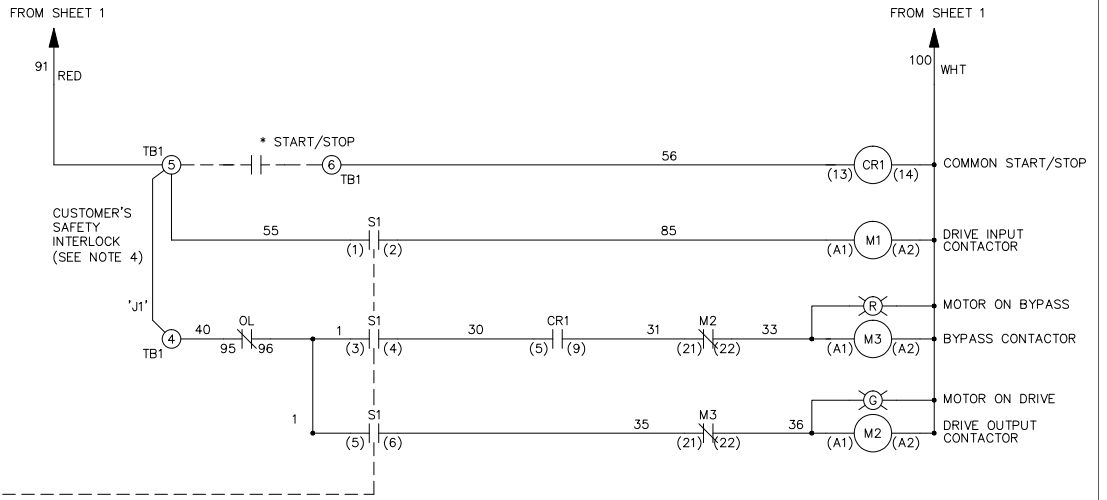 FROM SHEET 1
FROM SHEET 1
91
RED
100
WHT
* START/STOP
TB1
5
6
TB1
56
(13)
CR1
(14)
COMMON START/STOP
CUSTOMER'S
SAFETY
INTERLOCK
(SEE NOTE 4)
55
S1
(1)
(2)
85
(A1)
M1
(A2)
DRIVE INPUT
CONTACTOR
'J1'
R
MOTOR ON BYPASS
4
TB1
40
OL
95
96
1
S1
(3)
(4)
30
CR1
(5)
(9)
31
M2
(21)
(22)
33
(A1)
M3
(A2)
BYPASS CONTACTOR
G
MOTOR ON DRIVE
1
S1
(5)
(6)
35
M3
(21)
(22)
36
(A1)
M2
(A2)
DRIVE OUTPUT
CONTACTOR